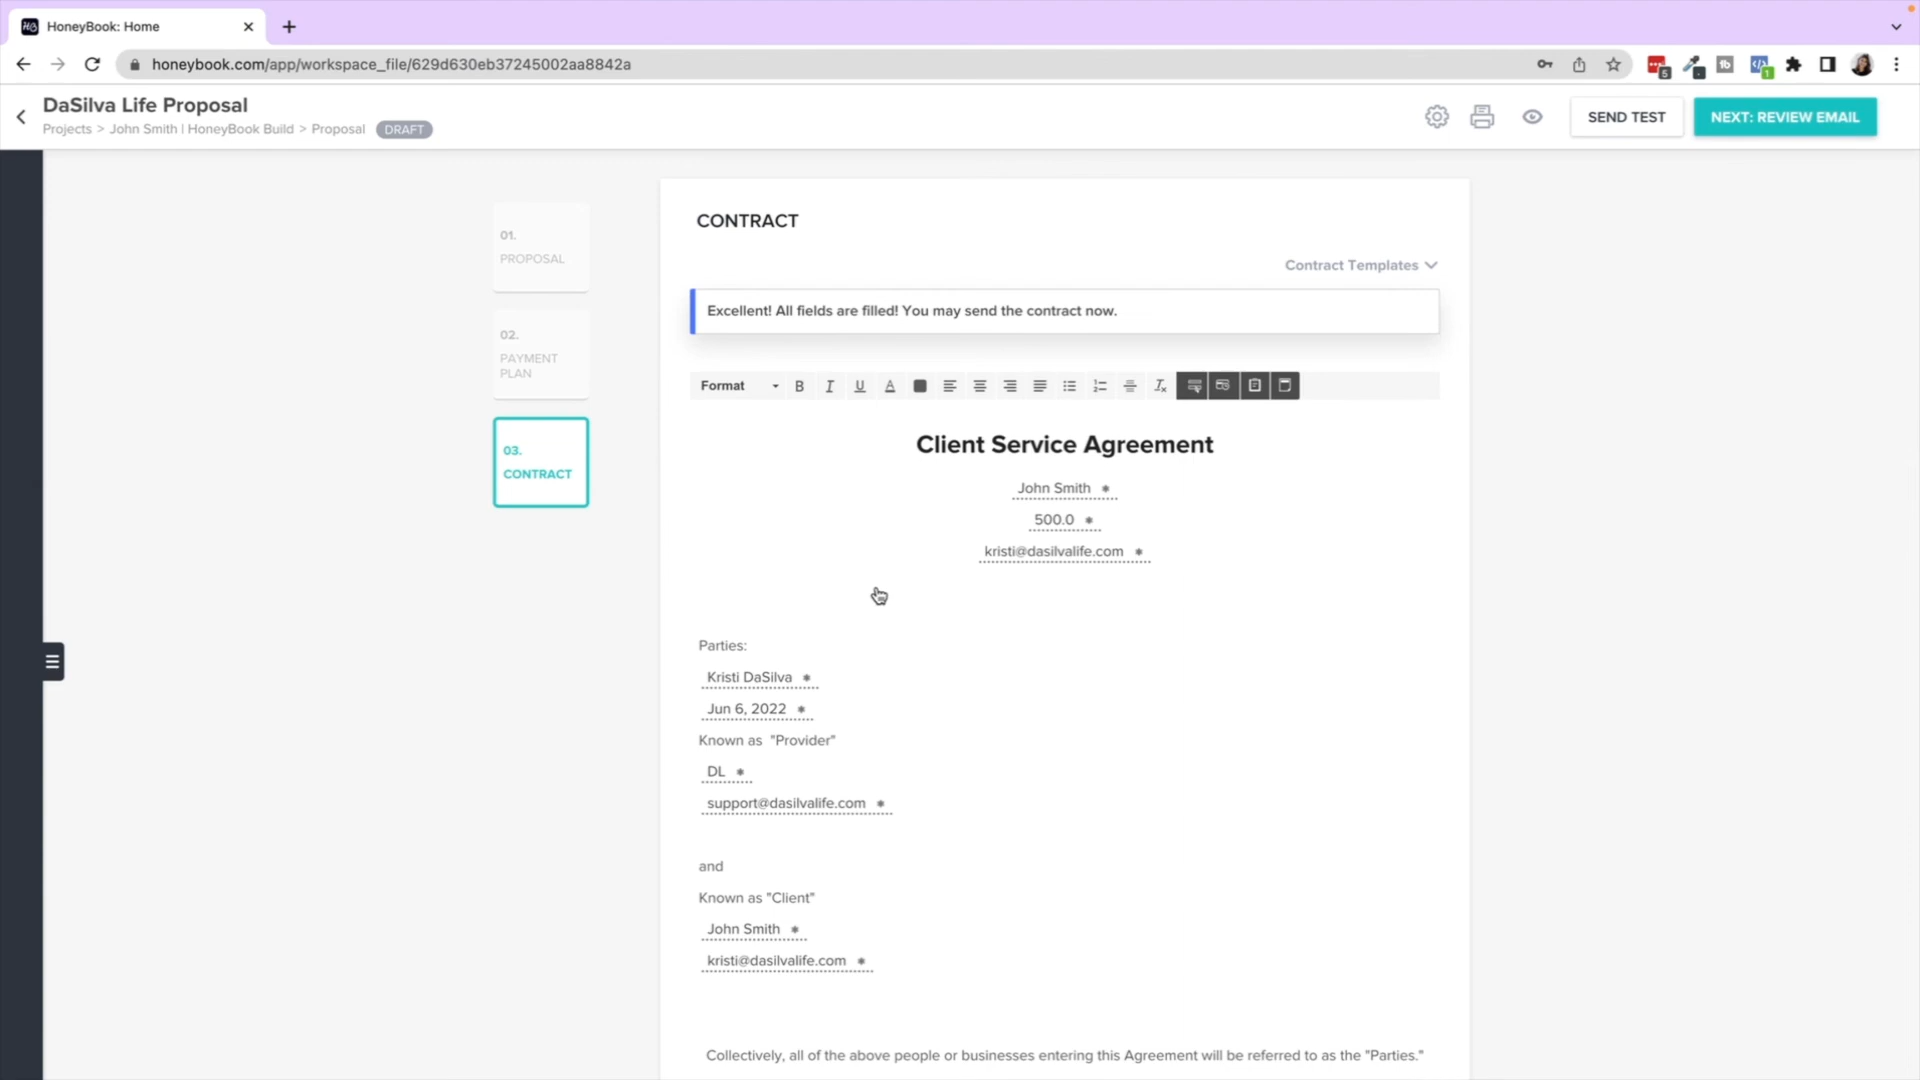 HoneyBook: Home
honeybook.com/app/workspace_file/629d630eb37245002aa8842a
5
1
DaSilva Life Proposal
Projects > John Smith | HoneyBook Build > Proposal DRAFT
SEND TEST
NEXT: REVIEW EMAIL
01.
PROPOSAL
02.
PAYMENT
PLAN
03.
CONTRACT
CONTRACT
Contract Templates
Excellent! All fields are filled! You may send the contract now.
Format
Client Service Agreement
John Smith *
500.0 *
kristi@dasilvalife.com *
Parties:
Kristi DaSilva *
Jun 6, 2022 *
Known as "Provider"
DL *
support@dasilvalife.com *
and
Known as "Client"
John Smith *
kristi@dasilvalife.com *
Collectively, all of the above people or businesses entering this Agreement will be referred to as the "Parties."